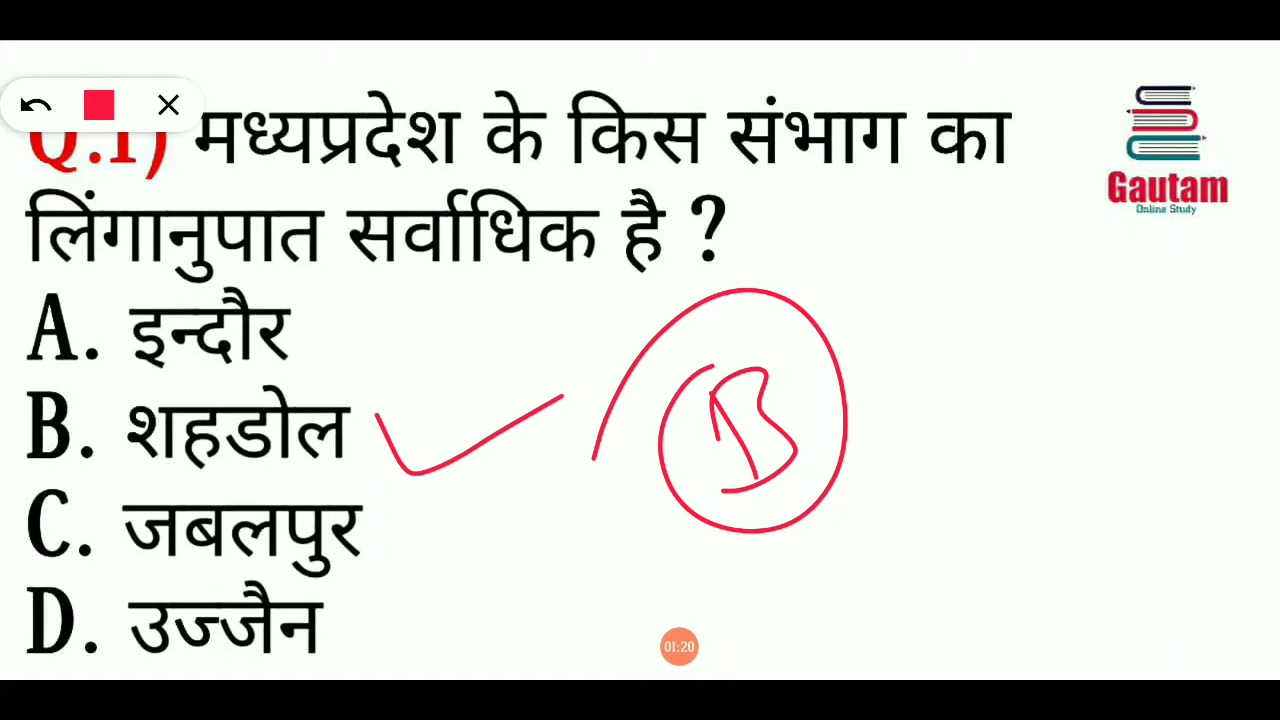 Q.1) मध्यप्रदेश के किस संभाग का
लिंगानुपात सर्वाधिक है ?
A. इन्दौर
B. शहडोल
C. जबलपुर
D. उज्जैन
B
Gautam
Online Study
01:20